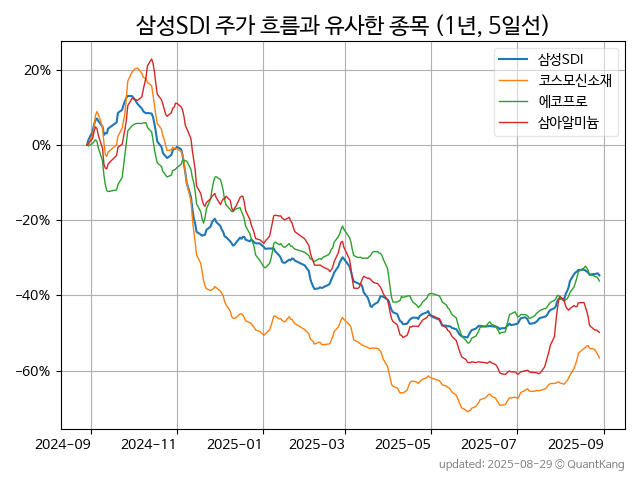 삼성SDI 주가 흐름과 유사한 종목 (1년, 5일선)
삼성SDI
코스모신소재
에코프로
삼아알미늄
20%
0%
−20%
−40%
−60%
2024-09 2024-11 2025-01 2025-03 2025-05 2025-07 2025-09
updated: 2025-08-29 © QuantKang